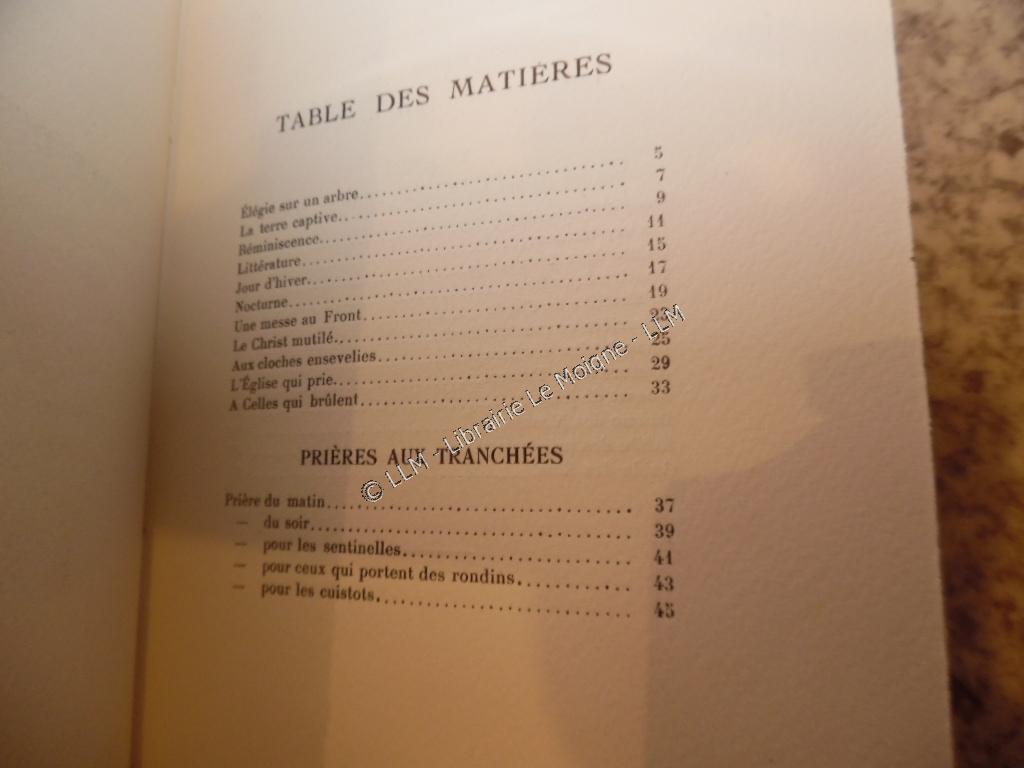 TABLE DES MATIÈRES
Élégie sur un arbre 5
La terre captive 7
Réminiscence 9
Littérature 11
Jour d'hiver 15
Nocturne 17
Une messe au Front 19
Le Christ mutilé 23
Aux cloches ensevelies 25
L'Église qui prie 29
A Celles qui brûlent 33
PRIÈRES AUX TRANCHÉES
Prière du matin 37
— du soir 39
— pour les sentinelles 41
— pour ceux qui portent des rondins 43
— pour les cuistots 45
© LLM - Librairie Le Moigne - LLM